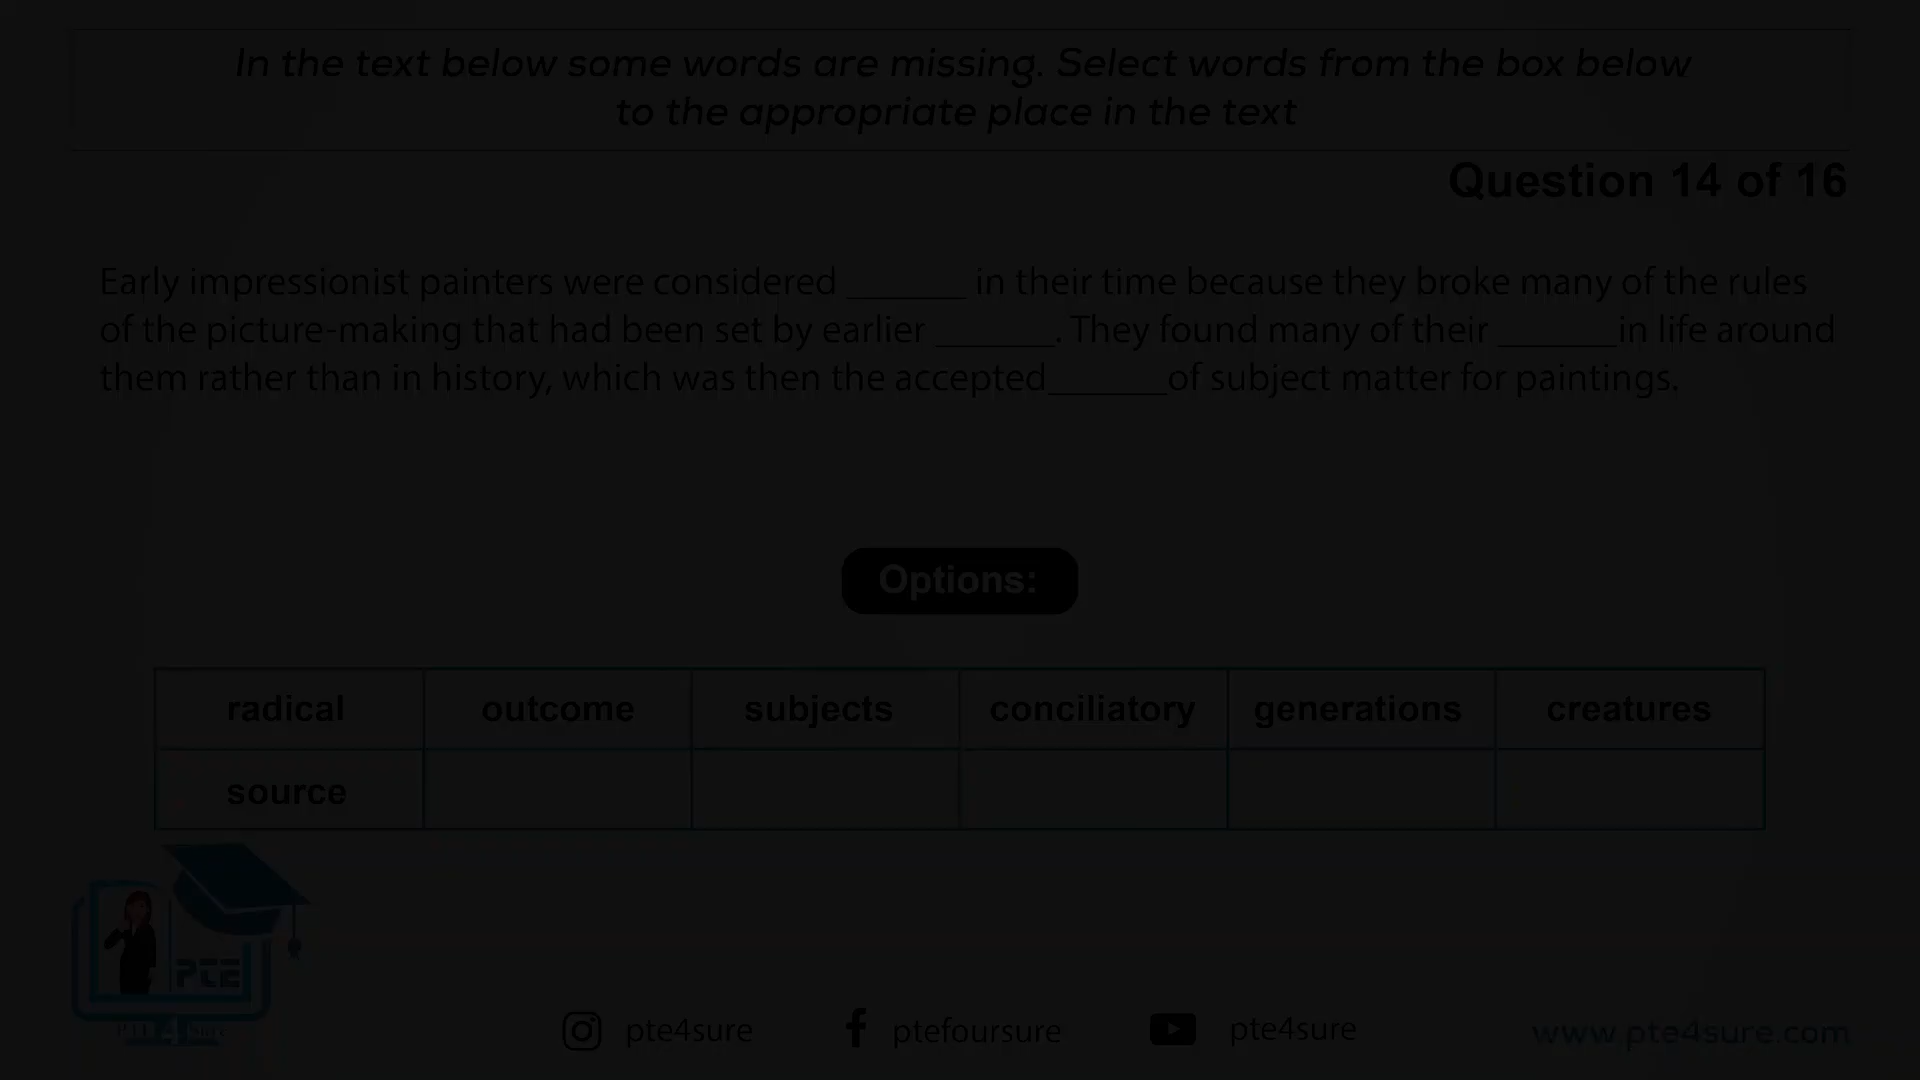 In the text below some words are missing. Select words from the box below
to the appropriate place in the text
Question 14 of 16
Early impressionist painters were considered ______ in their time because they broke many of the rules
of the picture-making that had been set by earlier ______. They found many of their ______in life around
them rather than in history, which was then the accepted______of subject matter for paintings.
Options:
radical outcome subjects conciliatory generations creatures
source
PTE
PTE 4 Sure
pte4sure ptefoursure pte4sure www.pte4sure.com